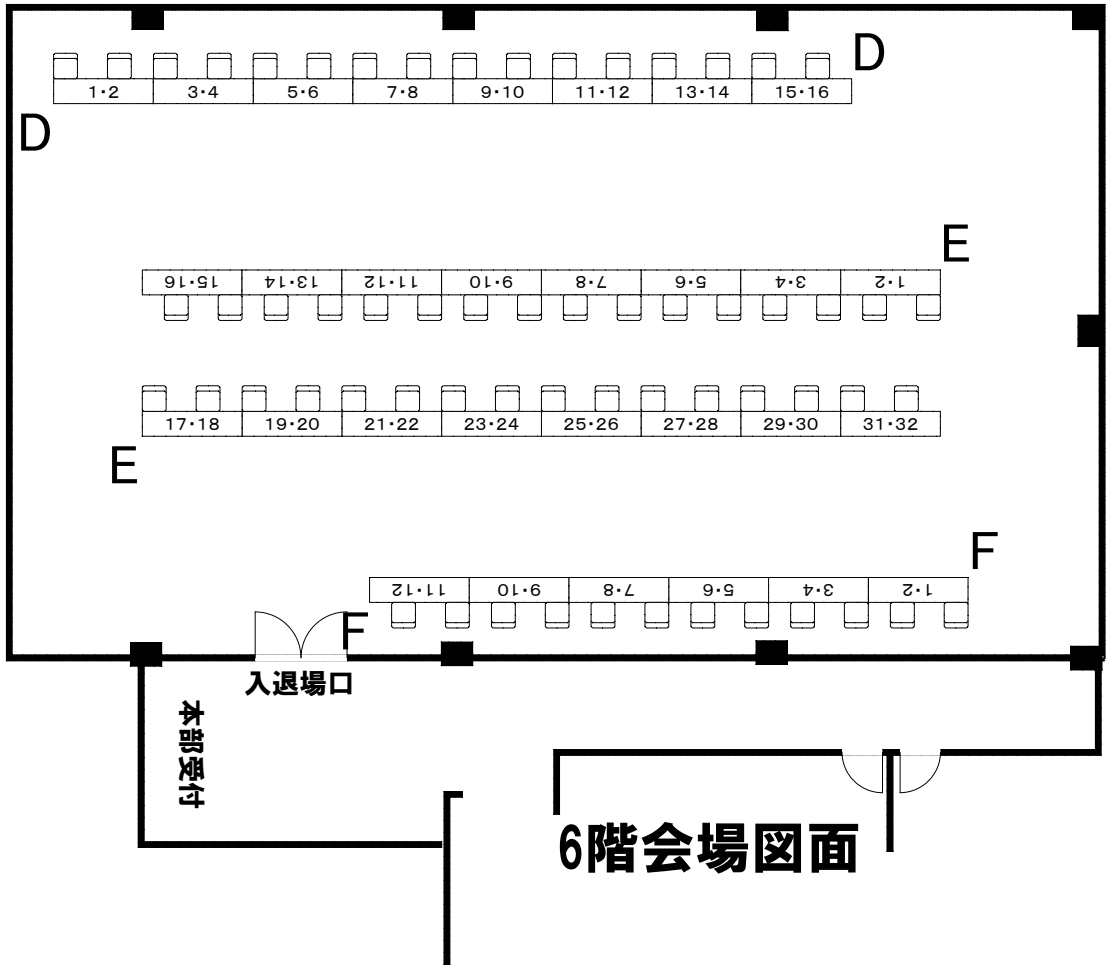 D
1・2 3・4 5・6 7・8 9・10 11・12 13・14 15・16
D
E
15・16 13・14 11・12 9・10 7・8 5・6 3・4 1・2
17・18 19・20 21・22 23・24 25・26 27・28 29・30 31・32
E
F
11・12 9・10 7・8 5・6 3・4 1・2
F
入退場口
本部受付
6階会場図面